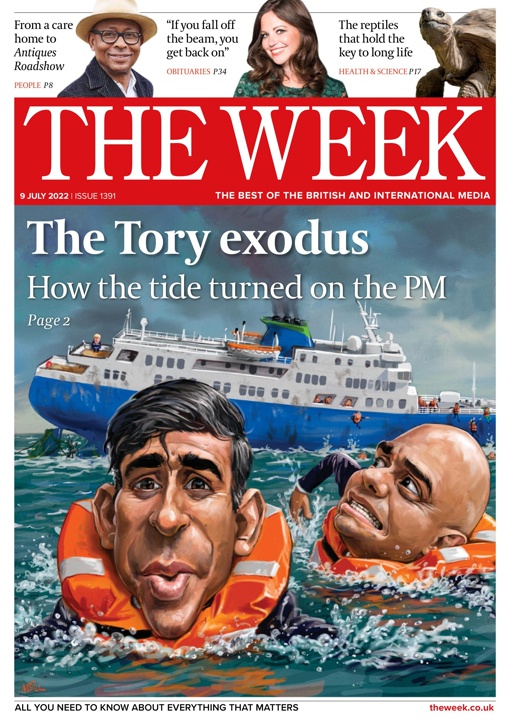 From a care
home to
Antiques
Roadshow
PEOPLE P8
“If you fall off
the beam, you
get back on”
OBITUARIES P34
The reptiles
that hold the
key to long life
HEALTH & SCIENCE P17
THE WEEK
9 JULY 2022 | ISSUE 1391
THE BEST OF THE BRITISH AND INTERNATIONAL MEDIA
The Tory exodus
How the tide turned on the PM
Page 2
ALL YOU NEED TO KNOW ABOUT EVERYTHING THAT MATTERS
theweek.co.uk